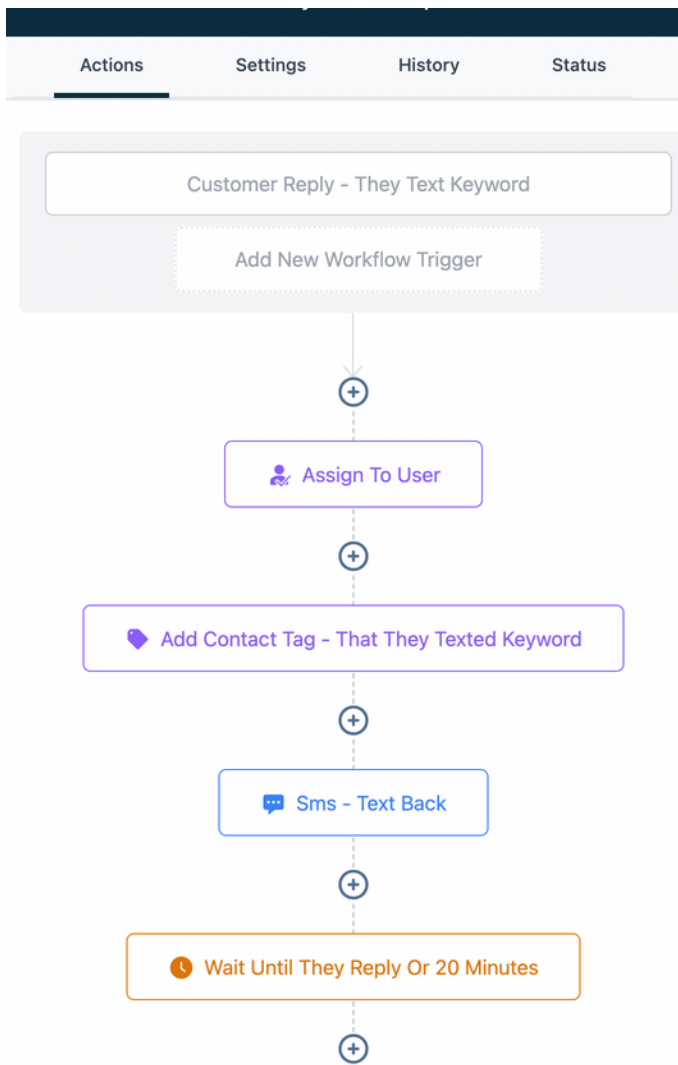 Actions Settings History Status
Customer Reply - They Text Keyword
Add New Workflow Trigger
Assign To User
Add Contact Tag - That They Texted Keyword
Sms - Text Back
Wait Until They Reply Or 20 Minutes